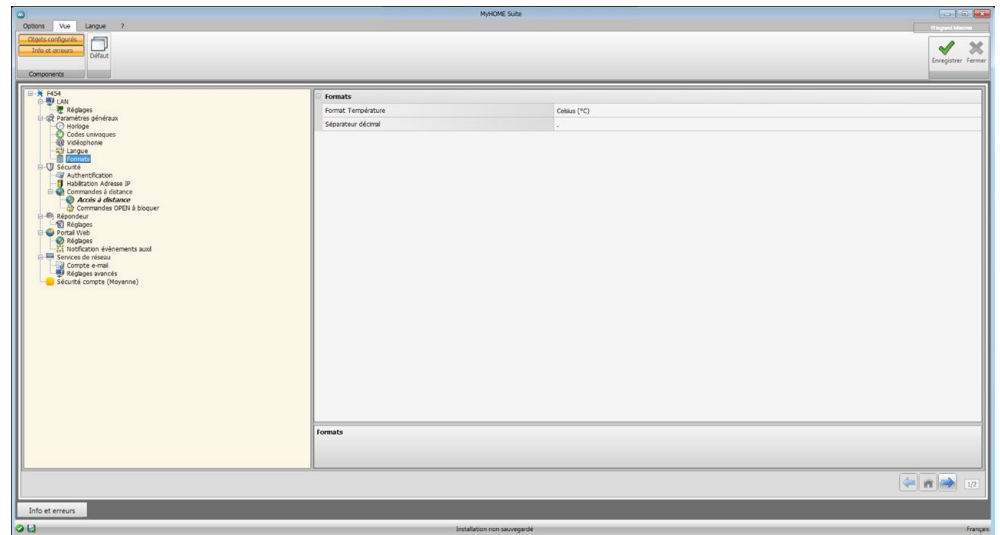 MyHOME Suite
Options Vue Langue ?
Objets configurés
Info et erreurs
Défaut
Components
Enregistrer Fermer
F454
LAN
Réglages
Paramètres généraux
Horloge
Codes univoques
Vidéophonie
Langue
Formats
Sécurité
Authentification
Habilitation Adresse IP
Commandes à distance
Accès à distance
Commandes OPEN à bloquer
Répondeur
Réglages
Portail Web
Réglages
Notification évènements auxil
Services de réseau
Compte e-mail
Réglages avancés
Sécurité compte (Moyenne)
Formats
Format Température Celsius (°C)
Séparateur décimal
Formats
1/2
Info et erreurs
Installation non sauvegardé
Français